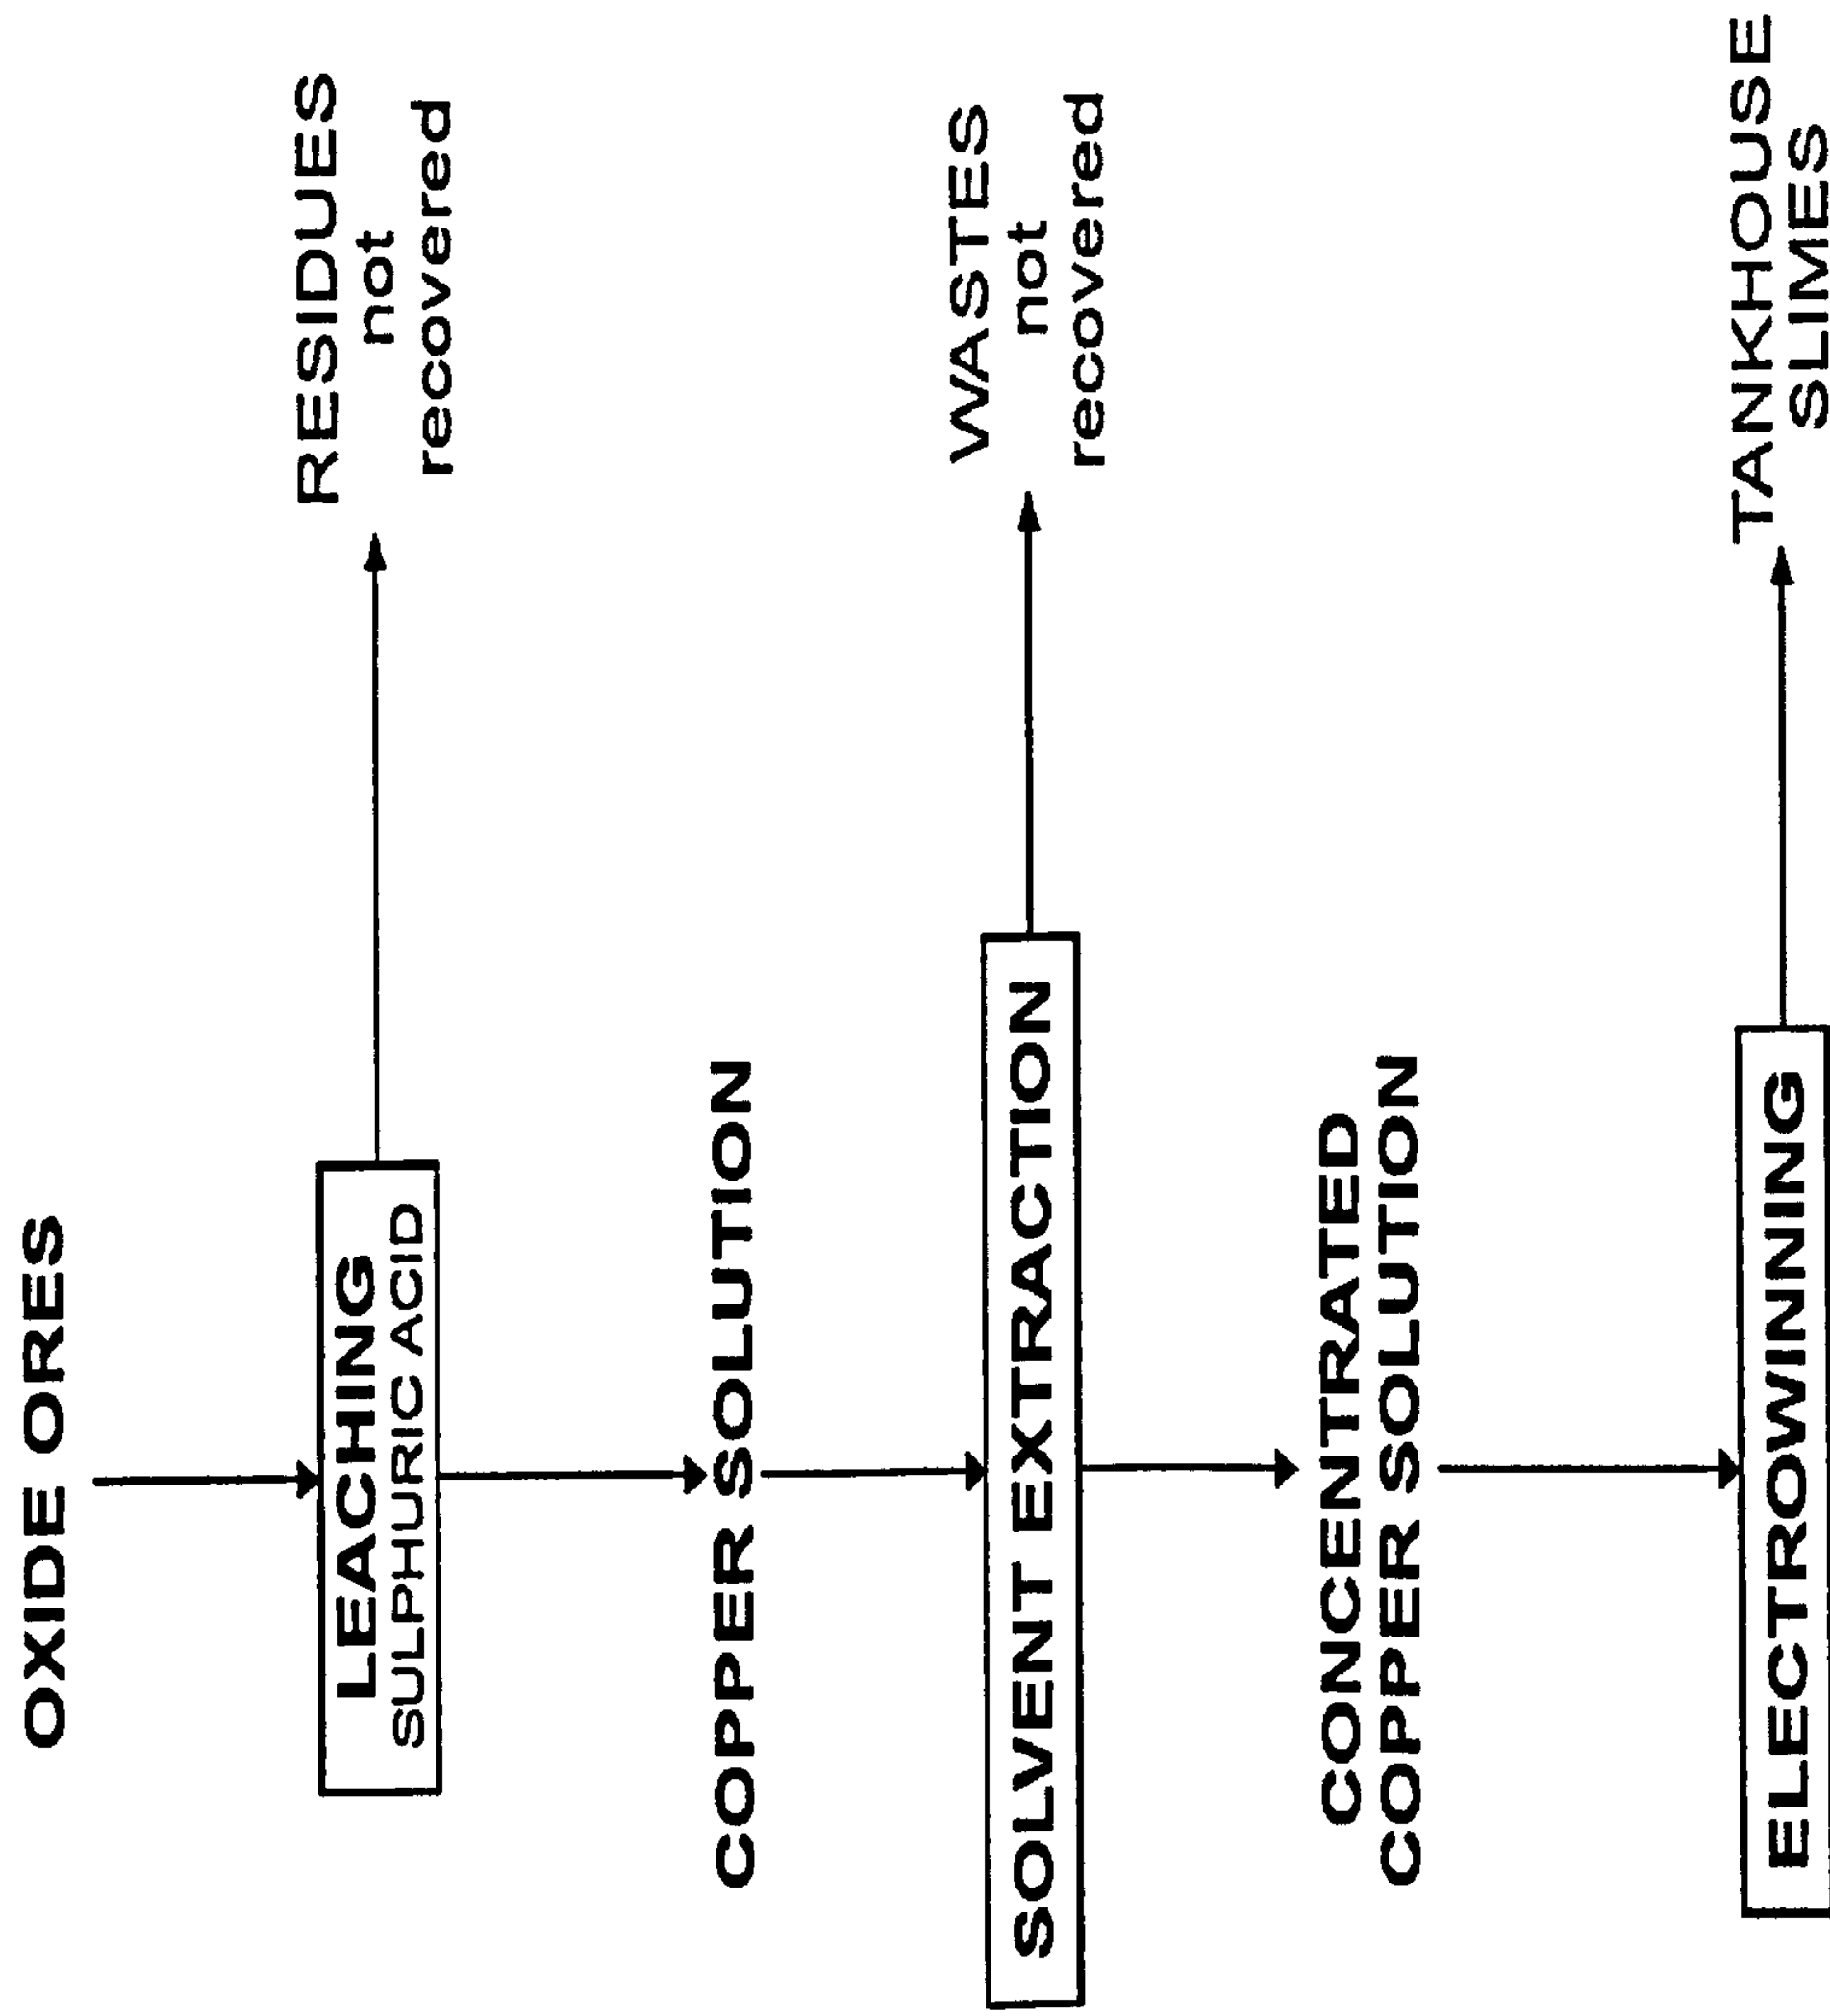 OXIDE ORES
LEACHING
SULPHURIC ACID
RESIDUES
not
recovered
COPPER SOLUTION
SOLVENT EXTRACTION
WASTES
not
recovered
CONCENTRATED
COPPER SOLUTION
ELECTROWINNING
TANKHOUSE
SLIMES